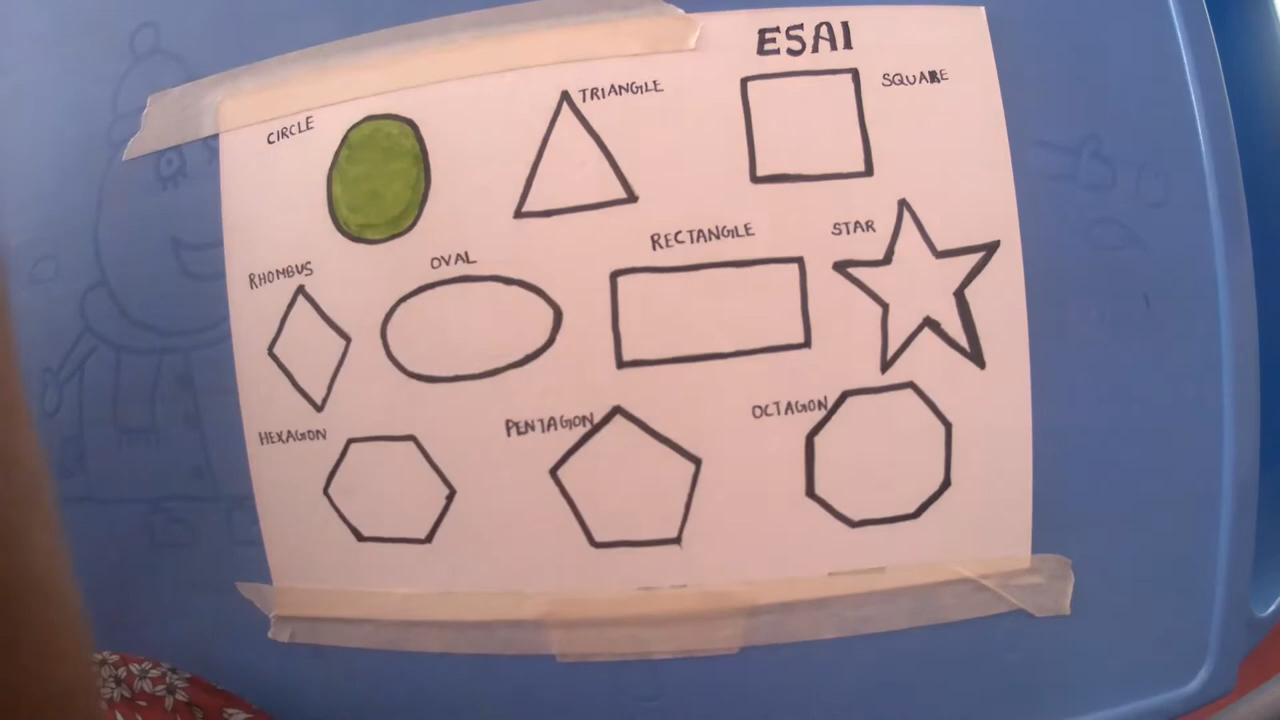 ESAI
CIRCLE
TRIANGLE
SQUARE
RHOMBUS
OVAL
RECTANGLE
STAR
HEXAGON
PENTAGON
OCTAGON